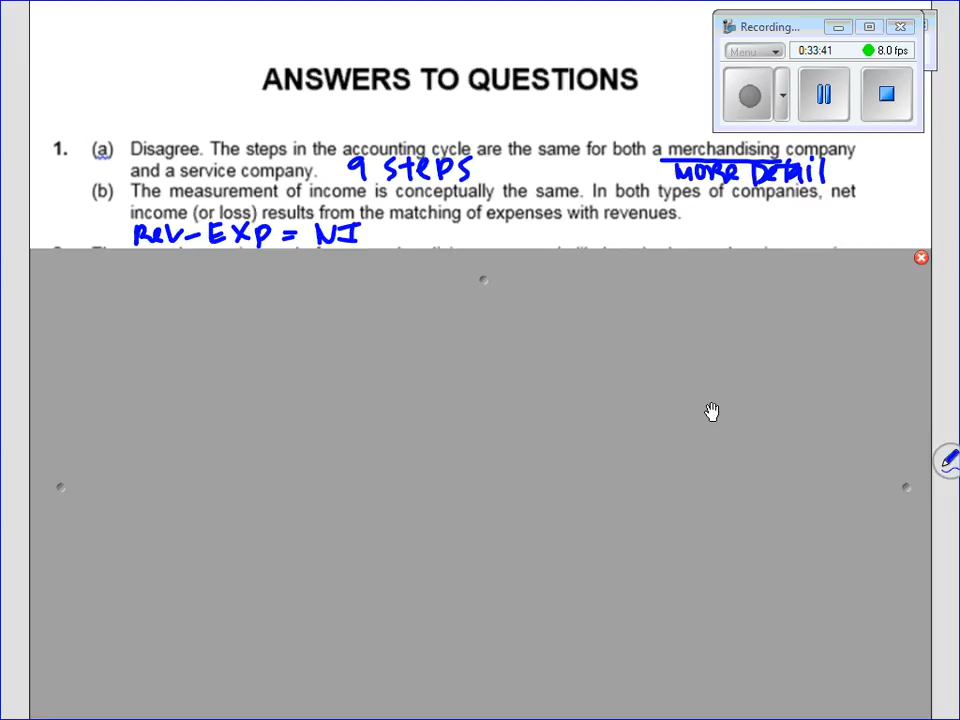 Recording...
Menu
0:33:41
8.0 fps
ANSWERS TO QUESTIONS
1. (a) Disagree. The steps in the accounting cycle are the same for both a merchandising company
and a service company. 9 steps MORE DETAIL
(b) The measurement of income is conceptually the same. In both types of companies, net
income (or loss) results from the matching of expenses with revenues.
REV - EXP = NI